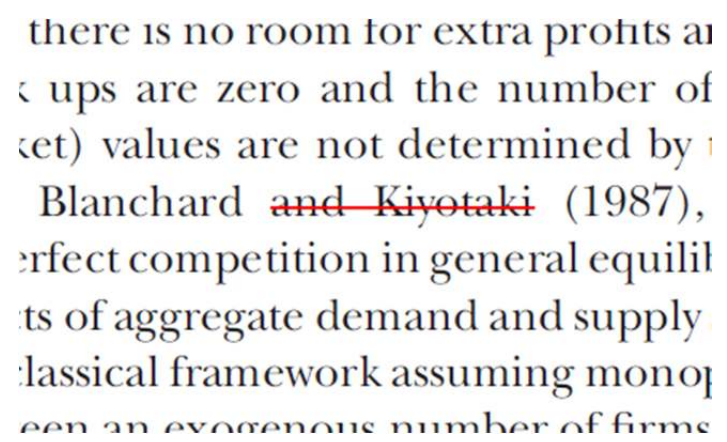 there is no room for extra profits
ups are zero and the number of
values are not determined by
Blanchard and Kiyotaki (1987),
competition in general
of aggregate demand and supply
framework assuming
an exogenous number of firms